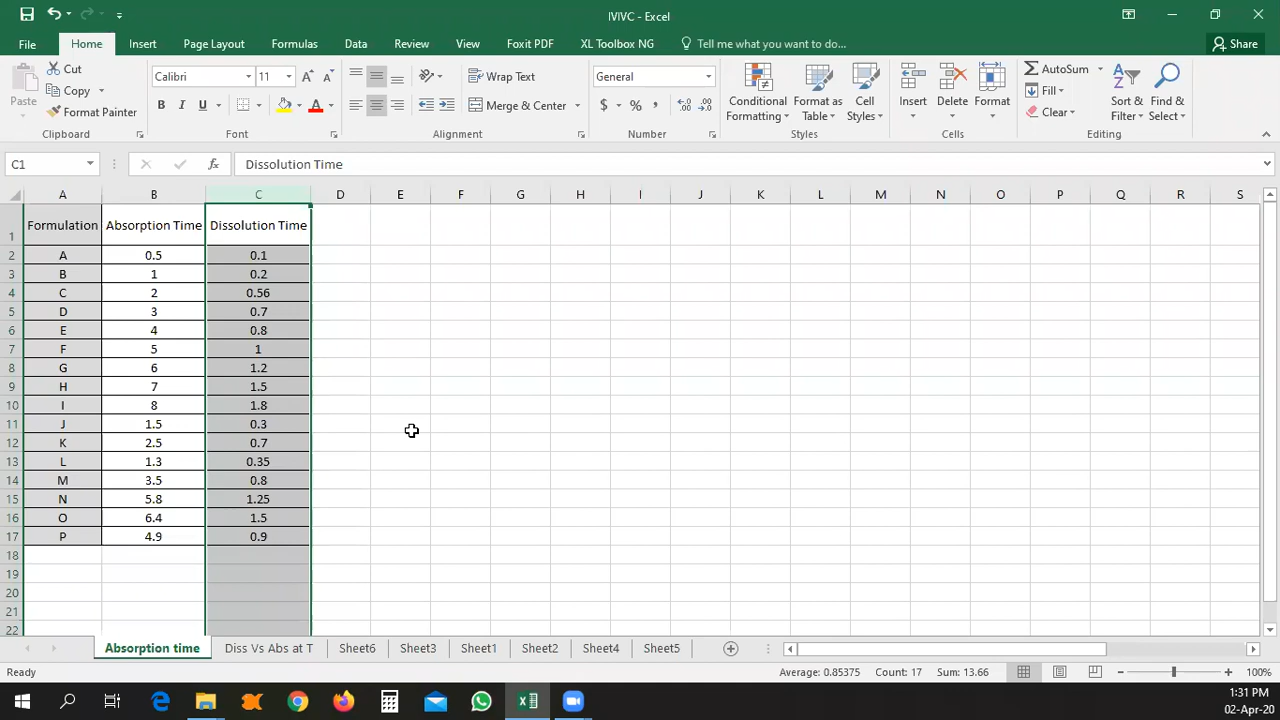 IVIVC - Excel
File Home Insert Page Layout Formulas Data Review View Foxit PDF XL Toolbox NG Tell me what you want to do... Share
Paste Cut Copy Format Painter
Calibri 11
B I U
Wrap Text
Merge & Center
General
$ % ,
Conditional Formatting Format as Table Cell Styles
Insert Delete Format
AutoSum
Fill
Clear
Sort & Filter Find & Select
Clipboard Font Alignment Number Styles Cells Editing
C1 fx Dissolution Time
A B C D E F G H I J K L M N O P Q R S
1 Formulation Absorption Time Dissolution Time
2 A 0.5 0.1
3 B 1 0.2
4 C 2 0.56
5 D 3 0.7
6 E 4 0.8
7 F 5 1
8 G 6 1.2
9 H 7 1.5
10 I 8 1.8
11 J 1.5 0.3
12 K 2.5 0.7
13 L 1.3 0.35
14 M 3.5 0.8
15 N 5.8 1.25
16 O 6.4 1.5
17 P 4.9 0.9
18
19
20
21
22
Absorption time Diss Vs Abs at T Sheet6 Sheet3 Sheet1 Sheet2 Sheet4 Sheet5
Ready Average: 0.85375 Count: 17 Sum: 13.66 100%
1:31 PM
02-Apr-20